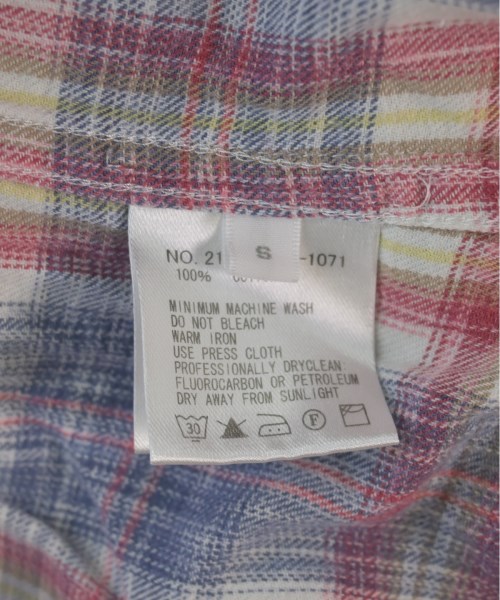 S
NO. 21 -1071
100%
MINIMUM MACHINE WASH
DO NOT BLEACH
WARM IRON
USE PRESS CLOTH
PROFESSIONALLY DRYCLEAN
FLUOROCARBON OR PETROLEUM
DRY AWAY FROM SUNLIGHT
30
F